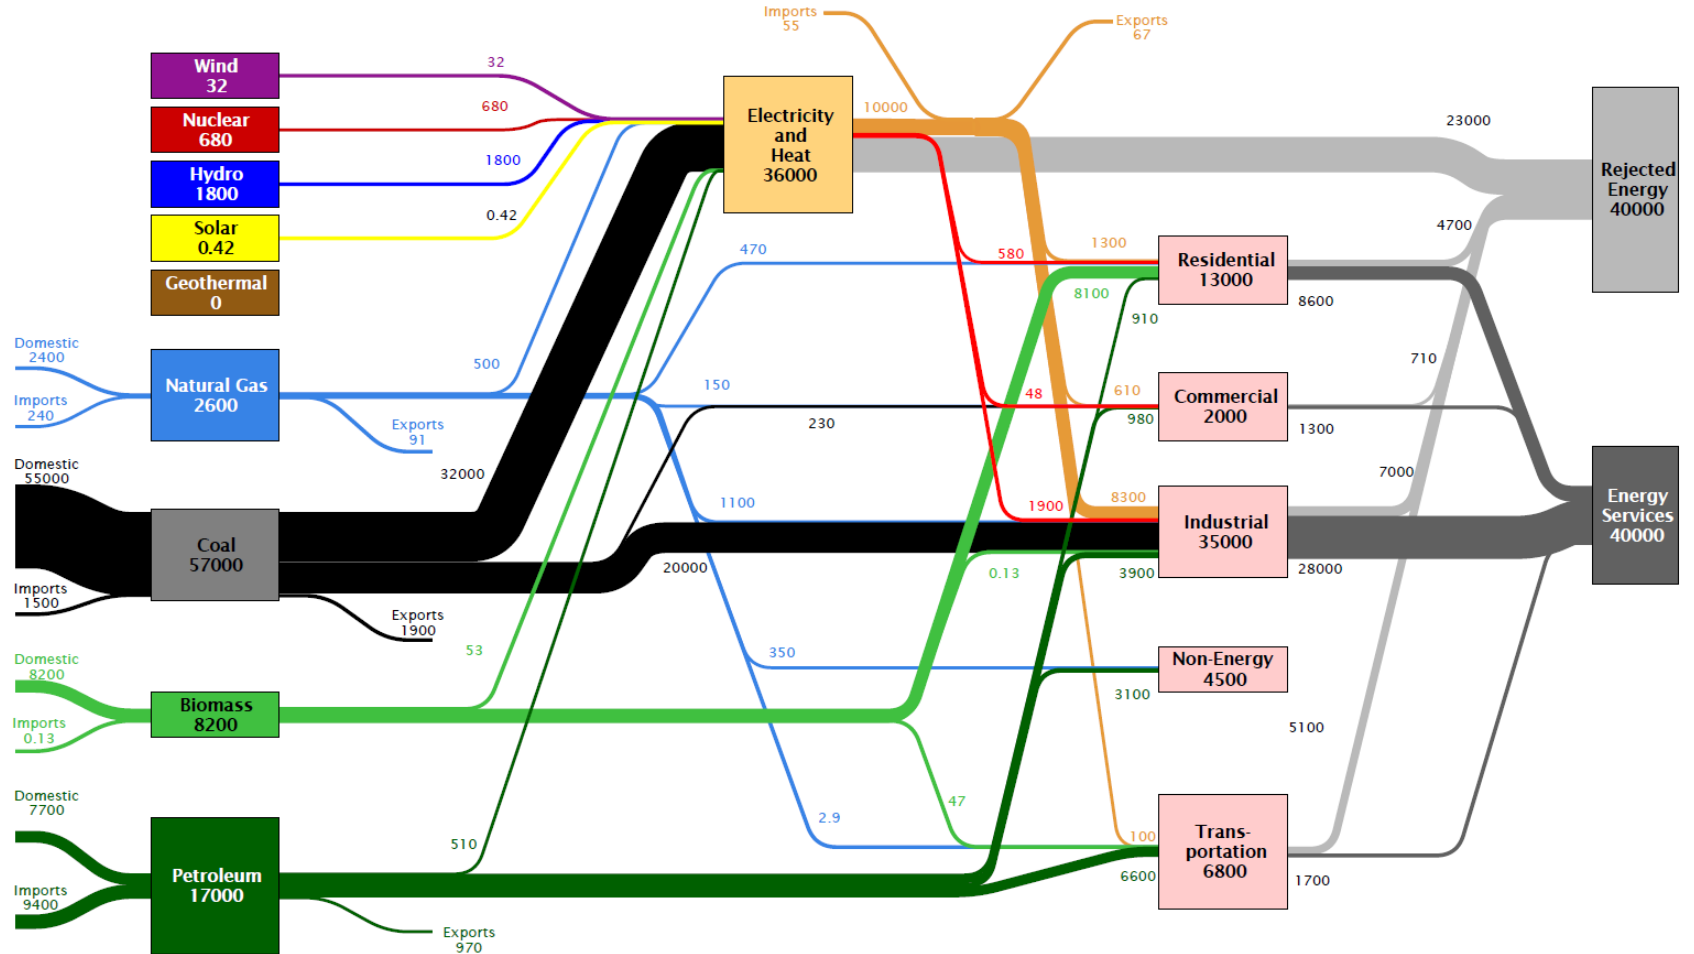 Imports
55
Exports
67
Wind
32
32
Nuclear
680
680
Hydro
1800
1800
Solar
0.42
0.42
Geothermal
0
Electricity
and
Heat
36000
10000
23000
Rejected
Energy
40000
Domestic
2400
Imports
240
Natural Gas
2600
500
Exports
91
470
150
230
580
1300
8100
910
Residential
13000
4700
8600
48
610
980
Commercial
2000
710
1300
Domestic
55000
Imports
1500
Coal
57000
32000
Exports
1900
1100
20000
1900
8300
0.13
3900
Industrial
35000
7000
28000
Energy
Services
40000
Domestic
8200
Imports
0.13
Biomass
8200
53
350
3100
Non-Energy
4500
5100
Domestic
7700
Imports
9400
Petroleum
17000
510
Exports
970
2.9
47
100
6600
Trans-
portation
6800
1700